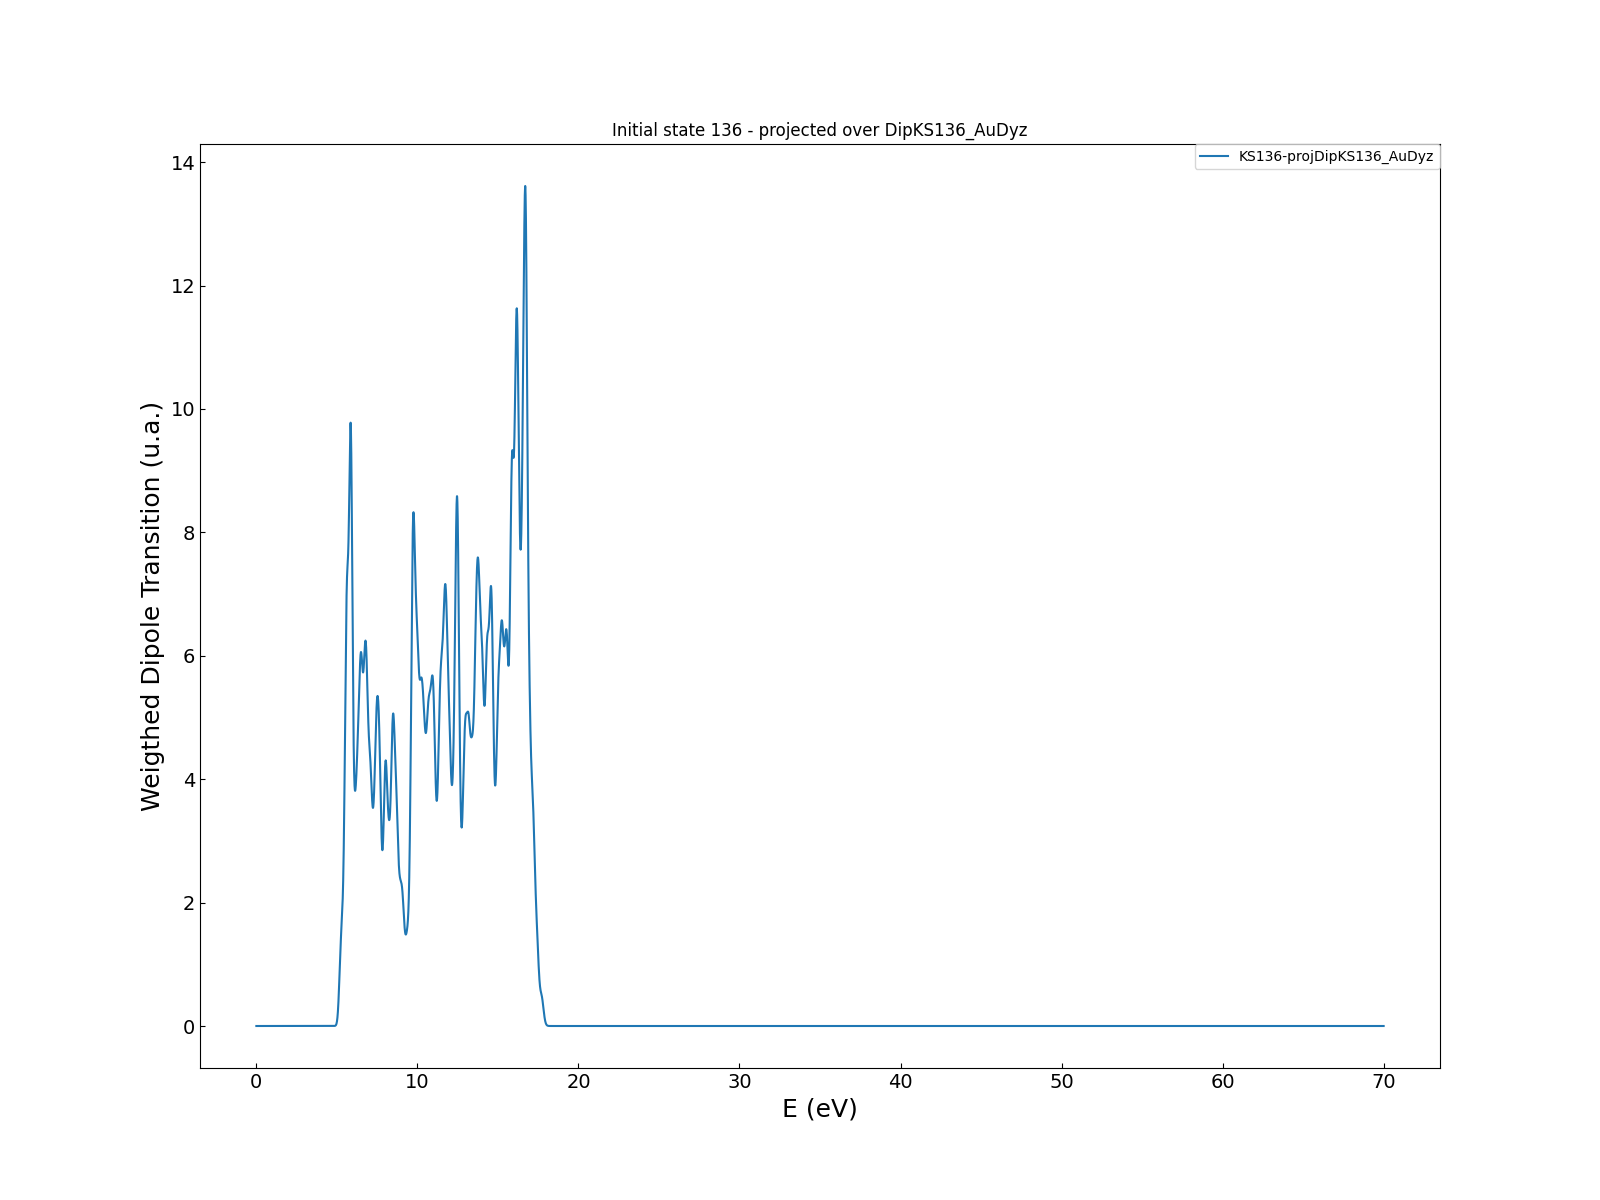 Initial state 136 - projected over DipKS136_AuDyz
KS136-projDipKS136_AuDyz
14
12
10
8
6
4
2
0
Weigthed Dipole Transition (u.a.)
0 10 20 30 40 50 60 70
E (eV)